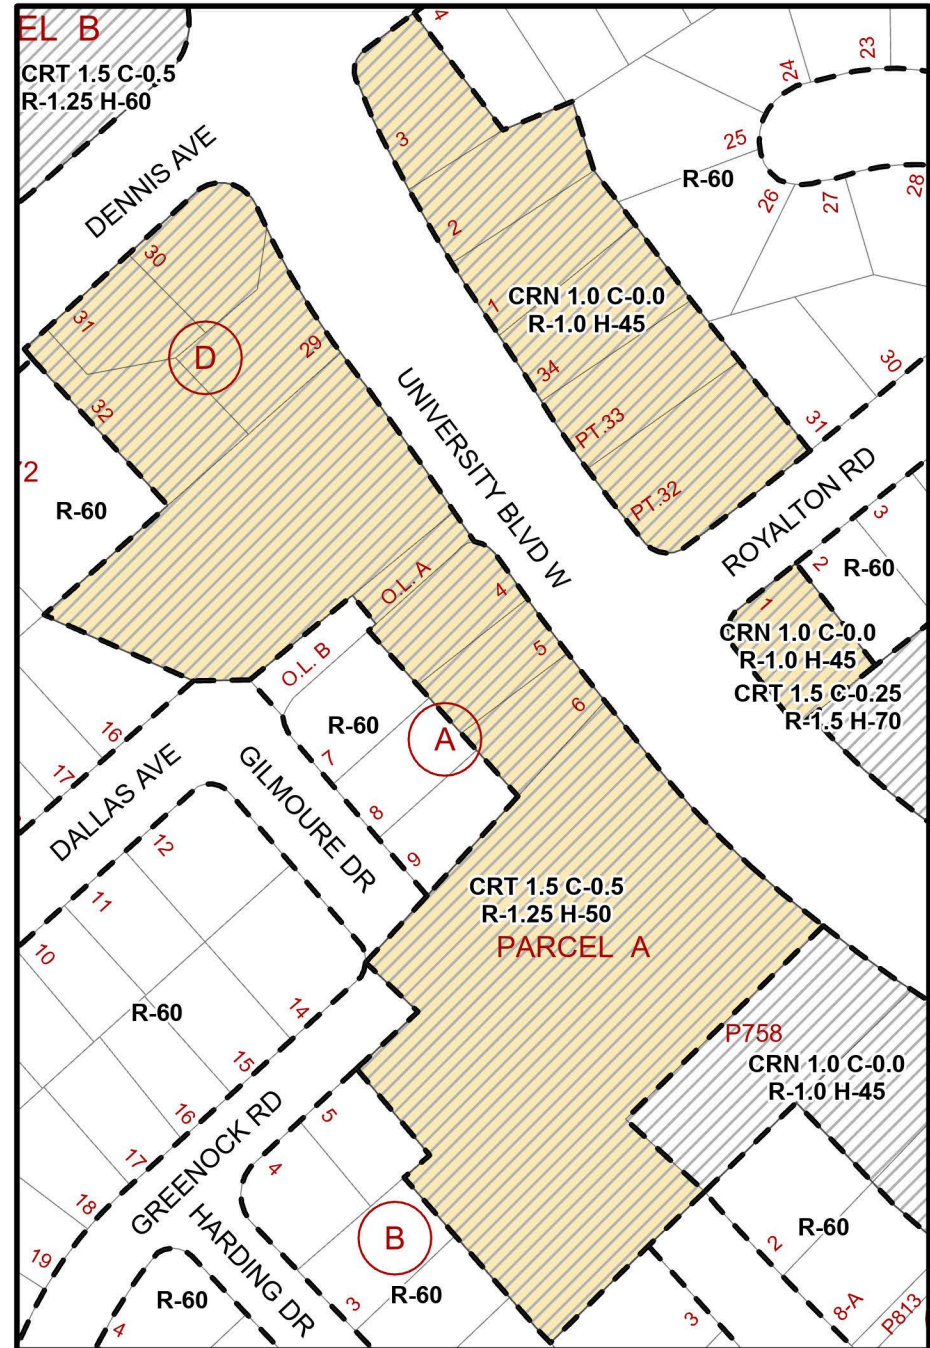 EL B
CRT 1.5 C-0.5
R-1.25 H-60
DENNIS AVE
4
3
2
1
34
PT.33
PT.32
CRN 1.0 C-0.0
R-1.0 H-45
23
24
25
26
27
28
R-60
30
31
ROYALTON RD
30
31
32
29
D
72
R-60
UNIVERSITY BLVD W
3
2
R-60
1
CRN 1.0 C-0.0
R-1.0 H-45
CRT 1.5 C-0.25
R-1.5 H-70
O.L. A
4
5
6
O.L. B
R-60
A
7
8
9
16
17
DALLAS AVE
GILMOURE DR
12
11
10
R-60
14
15
16
17
18
19
CRT 1.5 C-0.5
R-1.25 H-50
PARCEL A
P758
CRN 1.0 C-0.0
R-1.0 H-45
GREENOCK RD
5
4
HARDING DR
B
R-60
3
R-60
4
2
R-60
3
8-A
P813